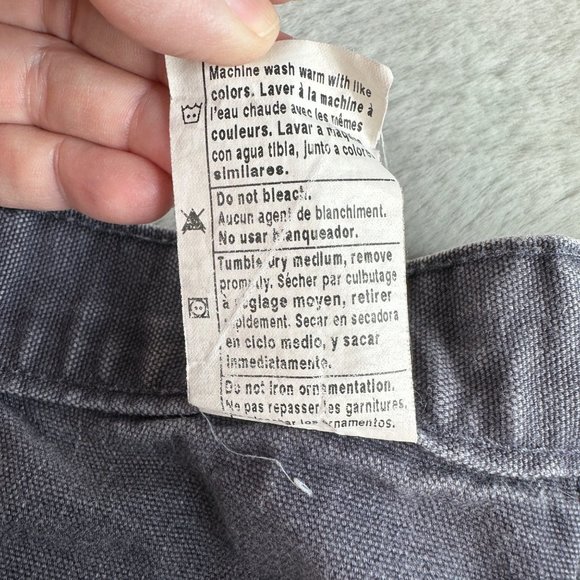 Machine wash warm with like
colors. Laver à la machine à
l'eau chaude avec les mêmes
couleurs. Lavar a
con agua tibia, junto a colores
similares.
Do not bleach.
Aucun agent de blanchiment.
No usar blanqueador.
Tumble dry medium, remove
promptly. Sécher par culbutage
à réglage moyen, retirer
rapidement. Secar en secadora
en ciclo medio, y sacar
inmediatamente.
Do not iron ornamentation.
Ne pas repasser les garnitures.
los ornamentos.